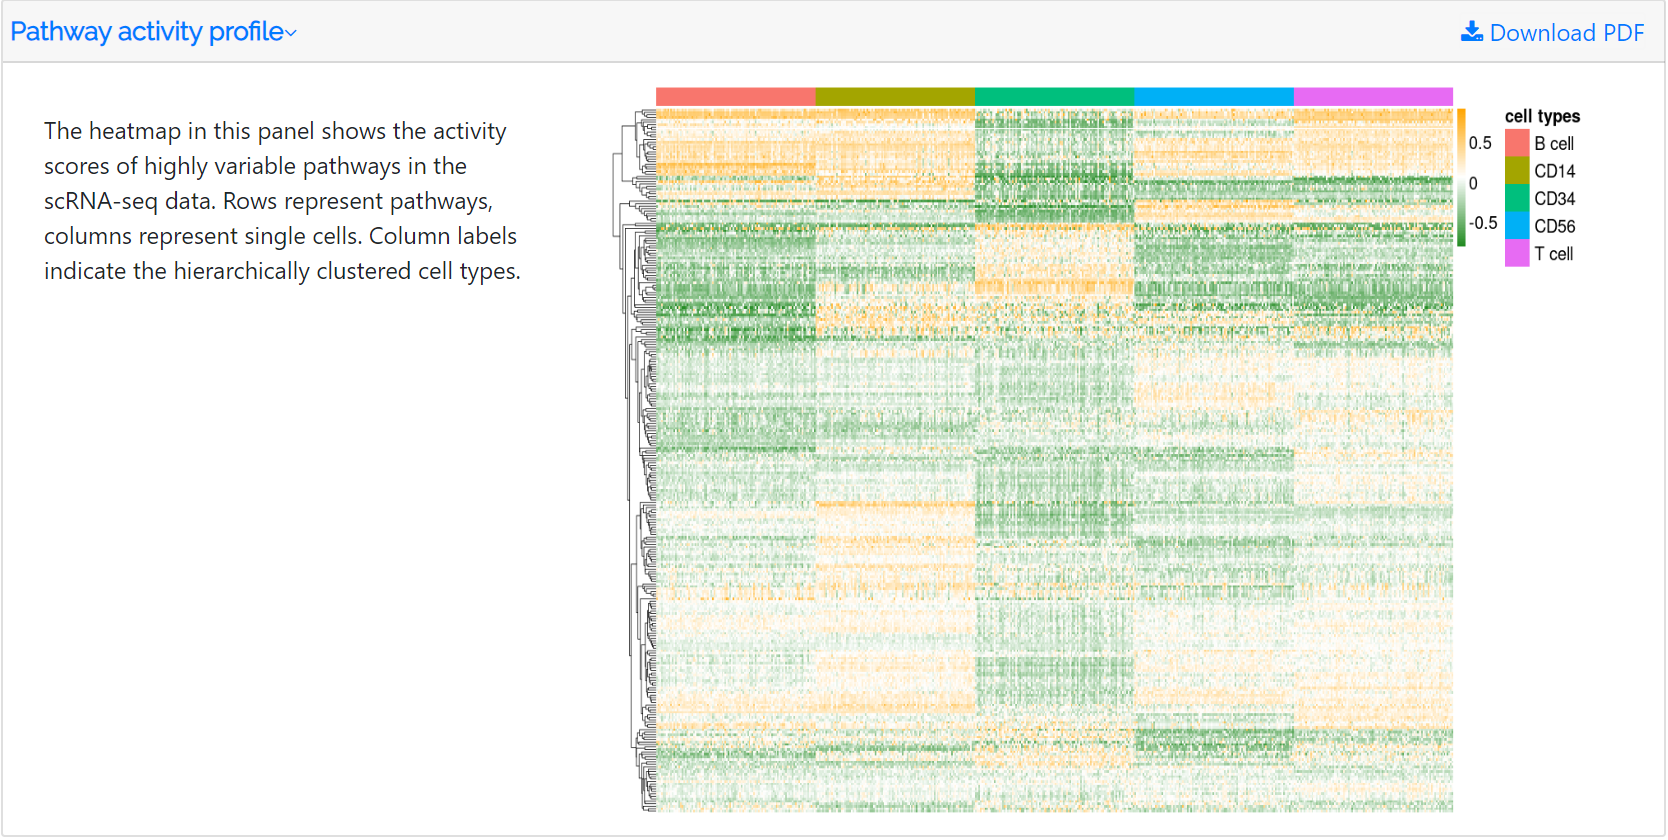 Pathway activity profile
Download PDF
The heatmap in this panel shows the activity
scores of highly variable pathways in the
scRNA-seq data. Rows represent pathways,
columns represent single cells. Column labels
indicate the hierarchically clustered cell types.
0.5
0
-0.5
cell types
B cell
CD14
CD34
CD56
T cell